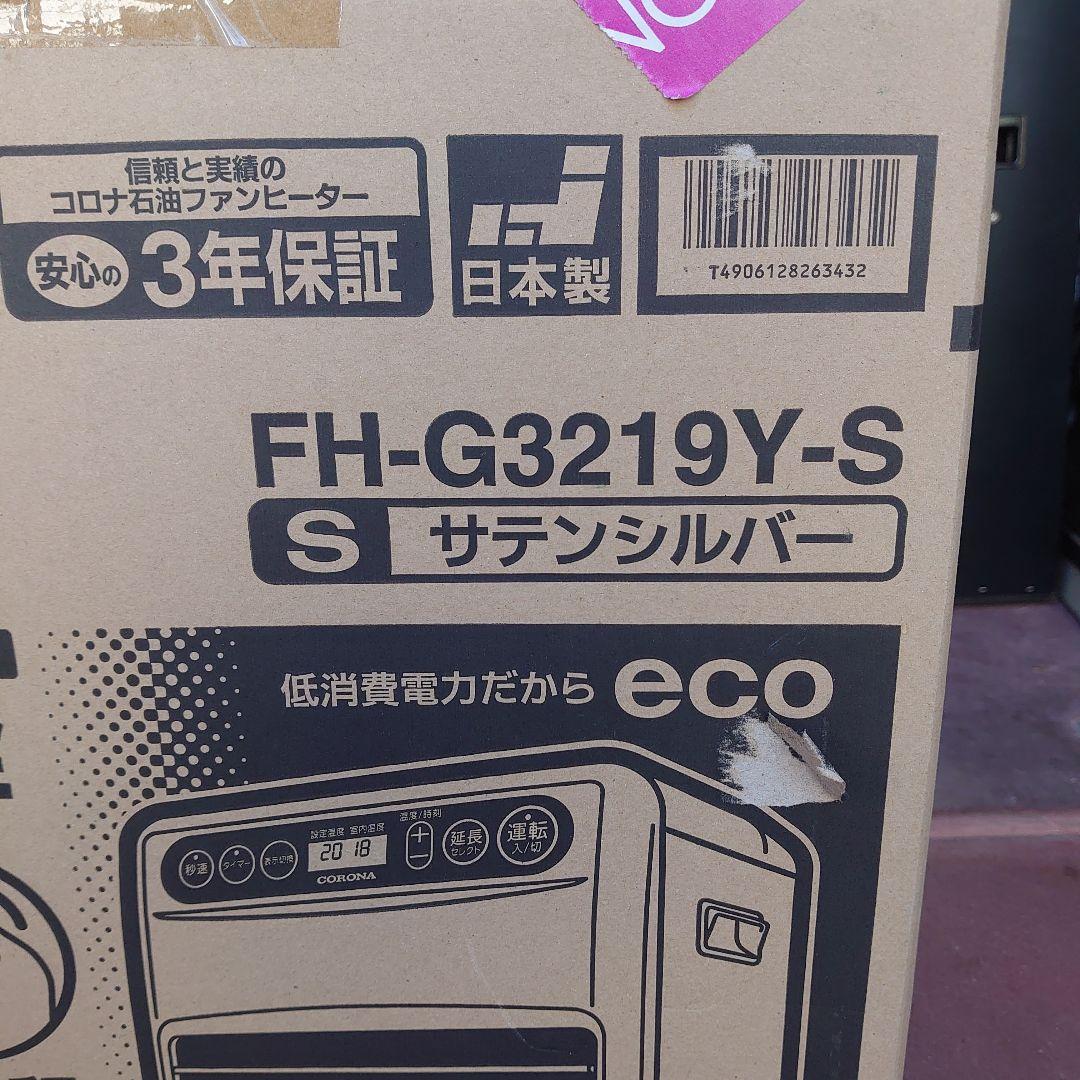 VO
信頼と実績の
コロナ石油ファンヒーター
安心の 3年保証
日本製
T4906128263432
FH-G3219Y-S
S サテンシルバー
低消費電力だから eco
温度/時刻
設定温度 室内温度
秒速 タイマー 表示切換 20 18 + − 延長 セレクト 運転 入/切
CORONA